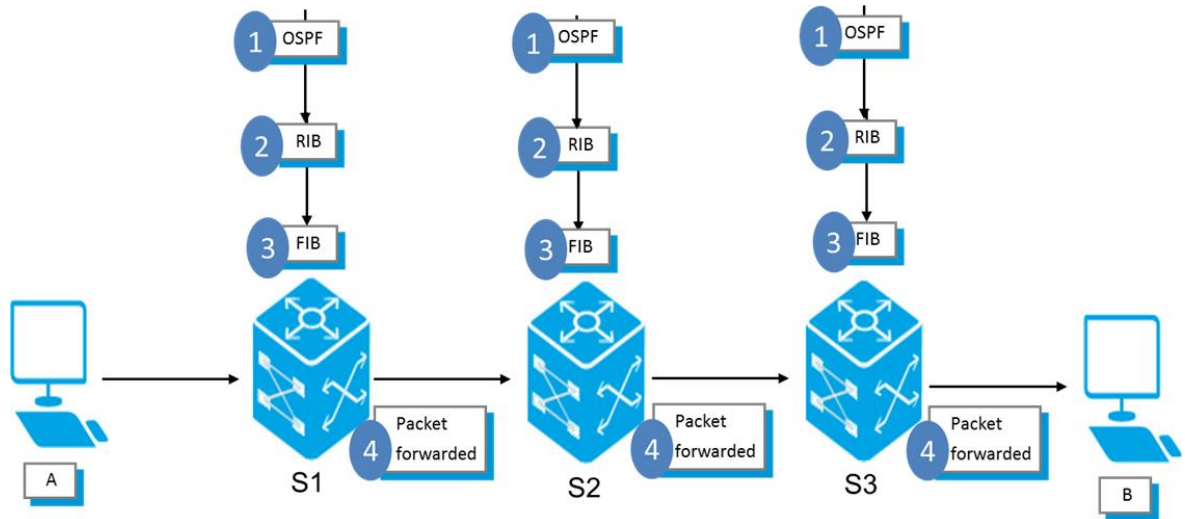 1 OSPF
1 OSPF
1 OSPF
2 RIB
2 RIB
2 RIB
3 FIB
3 FIB
3 FIB
4 Packet
forwarded
4 Packet
forwarded
4 Packet
forwarded
A
S1
S2
S3
B